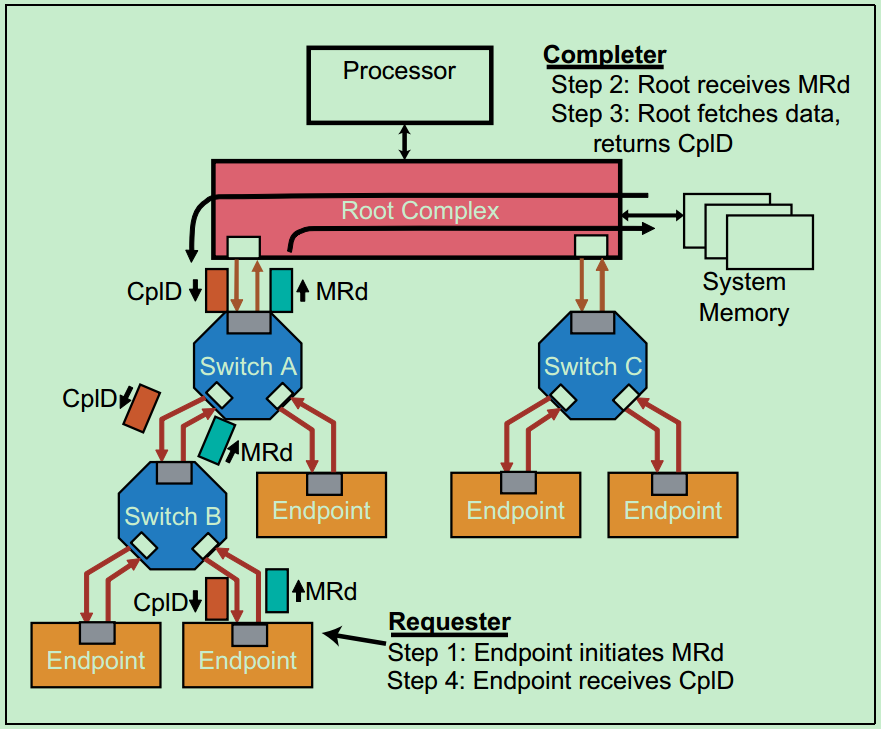 Processor
Completer
Step 2: Root receives MRd
Step 3: Root fetches data,
returns CplD
Root Complex
System
Memory
CplD
MRd
Switch A
Switch C
CplD
MRd
Switch B
Endpoint
Endpoint
Endpoint
CplD
MRd
Endpoint
Endpoint
Requester
Step 1: Endpoint initiates MRd
Step 4: Endpoint receives CplD